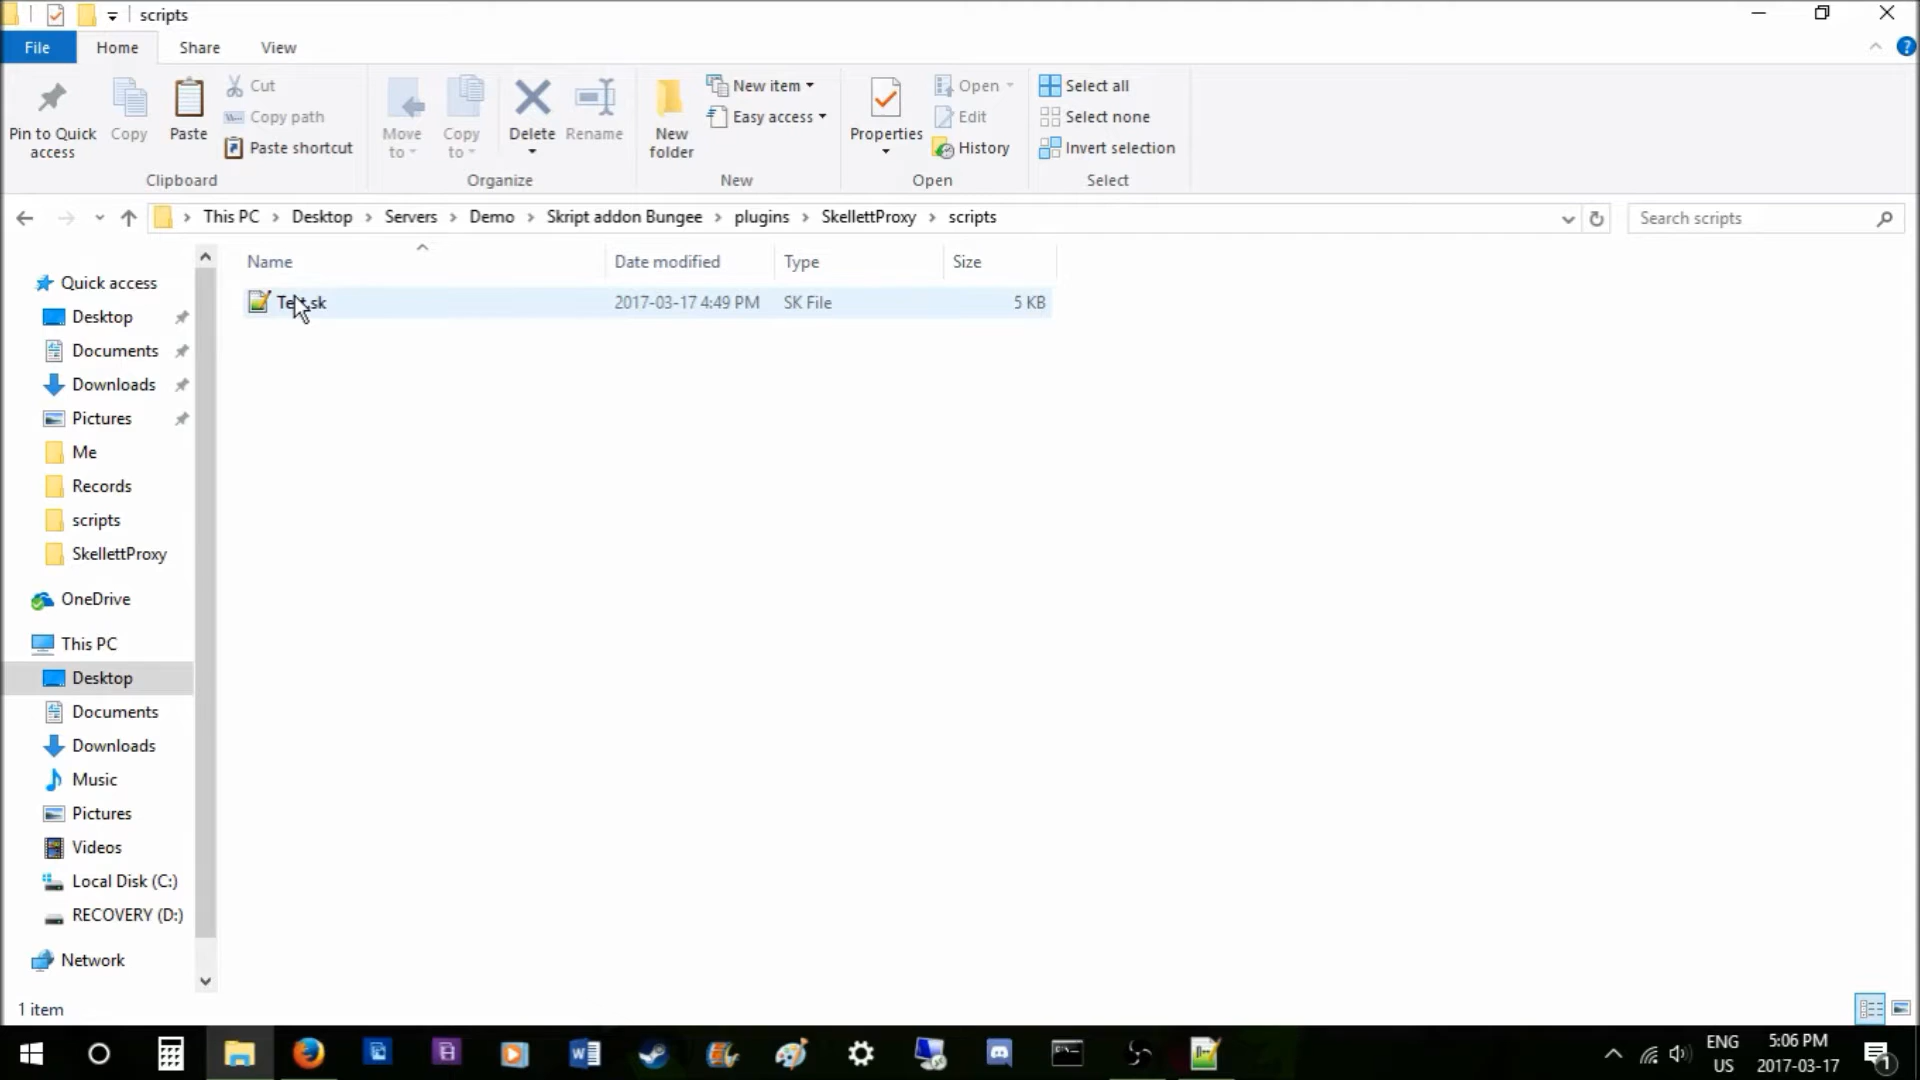 scripts
File Home Share View
Pin to Quick access
Copy
Paste
Cut
Copy path
Paste shortcut
Clipboard
Move to
Copy to
Delete
Rename
Organize
New folder
New item
Easy access
New
Properties
Open
Edit
History
Open
Select all
Select none
Invert selection
Select
This PC > Desktop > Servers > Demo > Skript addon Bungee > plugins > SkellettProxy > scripts
Search scripts
Name Date modified Type Size
Test.sk 2017-03-17 4:49 PM SK File 5 KB
Quick access
Desktop
Documents
Downloads
Pictures
Me
Records
scripts
SkellettProxy
OneDrive
This PC
Desktop
Documents
Downloads
Music
Pictures
Videos
Local Disk (C:)
RECOVERY (D:)
Network
1 item
ENG
US
5:06 PM
2017-03-17
1